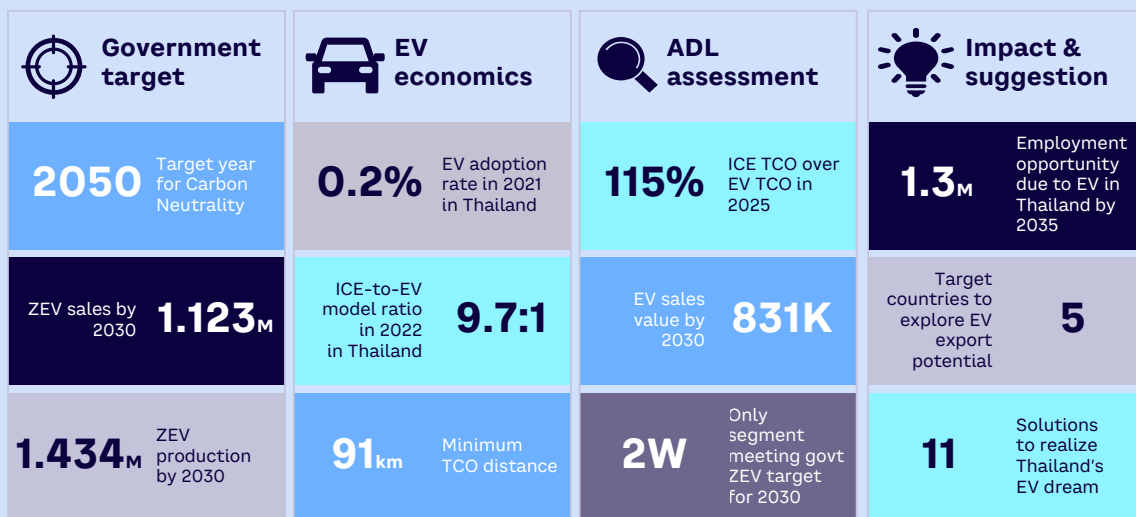 Government
target
EV
economics
ADL
assessment
Impact &
suggestion
2050
Target year
for Carbon
Neutrality
0.2%
EV adoption
rate in 2021
in Thailand
115%
ICE TCO over
EV TCO in
2025
1.3M
Employment
opportunity
due to EV in
Thailand by
2035
ZEV sales by
2030
1.123M
ICE-to-EV
model ratio
in 2022
in Thailand
9.7:1
EV sales
value by
2030
831K
Target
countries to
explore EV
export
potential
5
1.434M
ZEV
production
by 2030
91km
Minimum
TCO distance
2W
Only
segment
meeting govt
ZEV target
for 2030
11
Solutions
to realize
Thailand's
EV dream